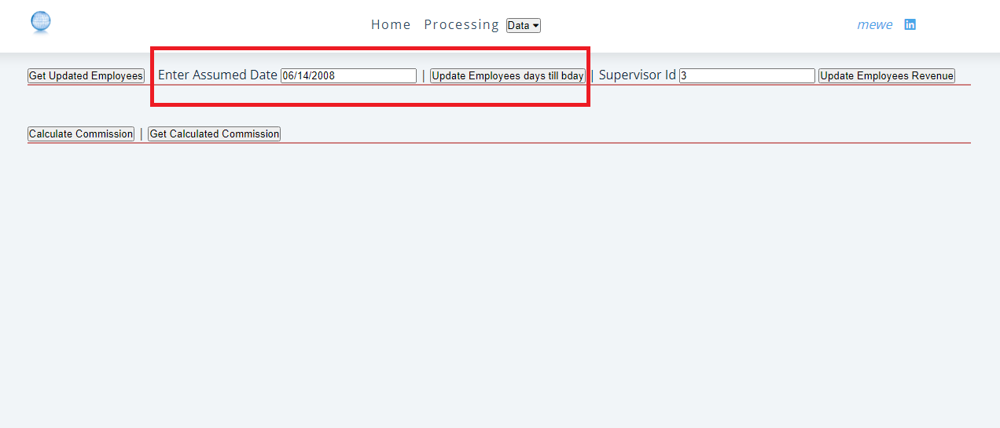 Home Processing Data mewe
Get Updated Employees Enter Assumed Date 06/14/2008 | Update Employees days till bday | Supervisor Id 3 Update Employees Revenue
Calculate Commission | Get Calculated Commission